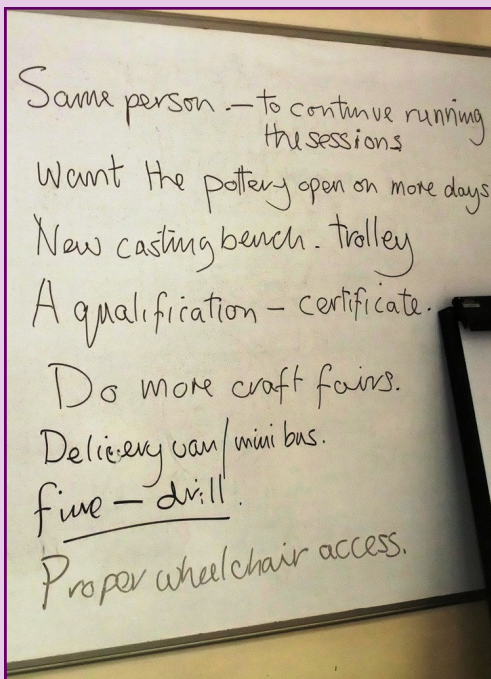 Same person - to continue running
the sessions
Want the pottery open on more days
New casting bench. trolley
A qualification - certificate.
Do more craft fairs.
Delivery van/mini bus.
fire - drill.
Proper wheelchair access.